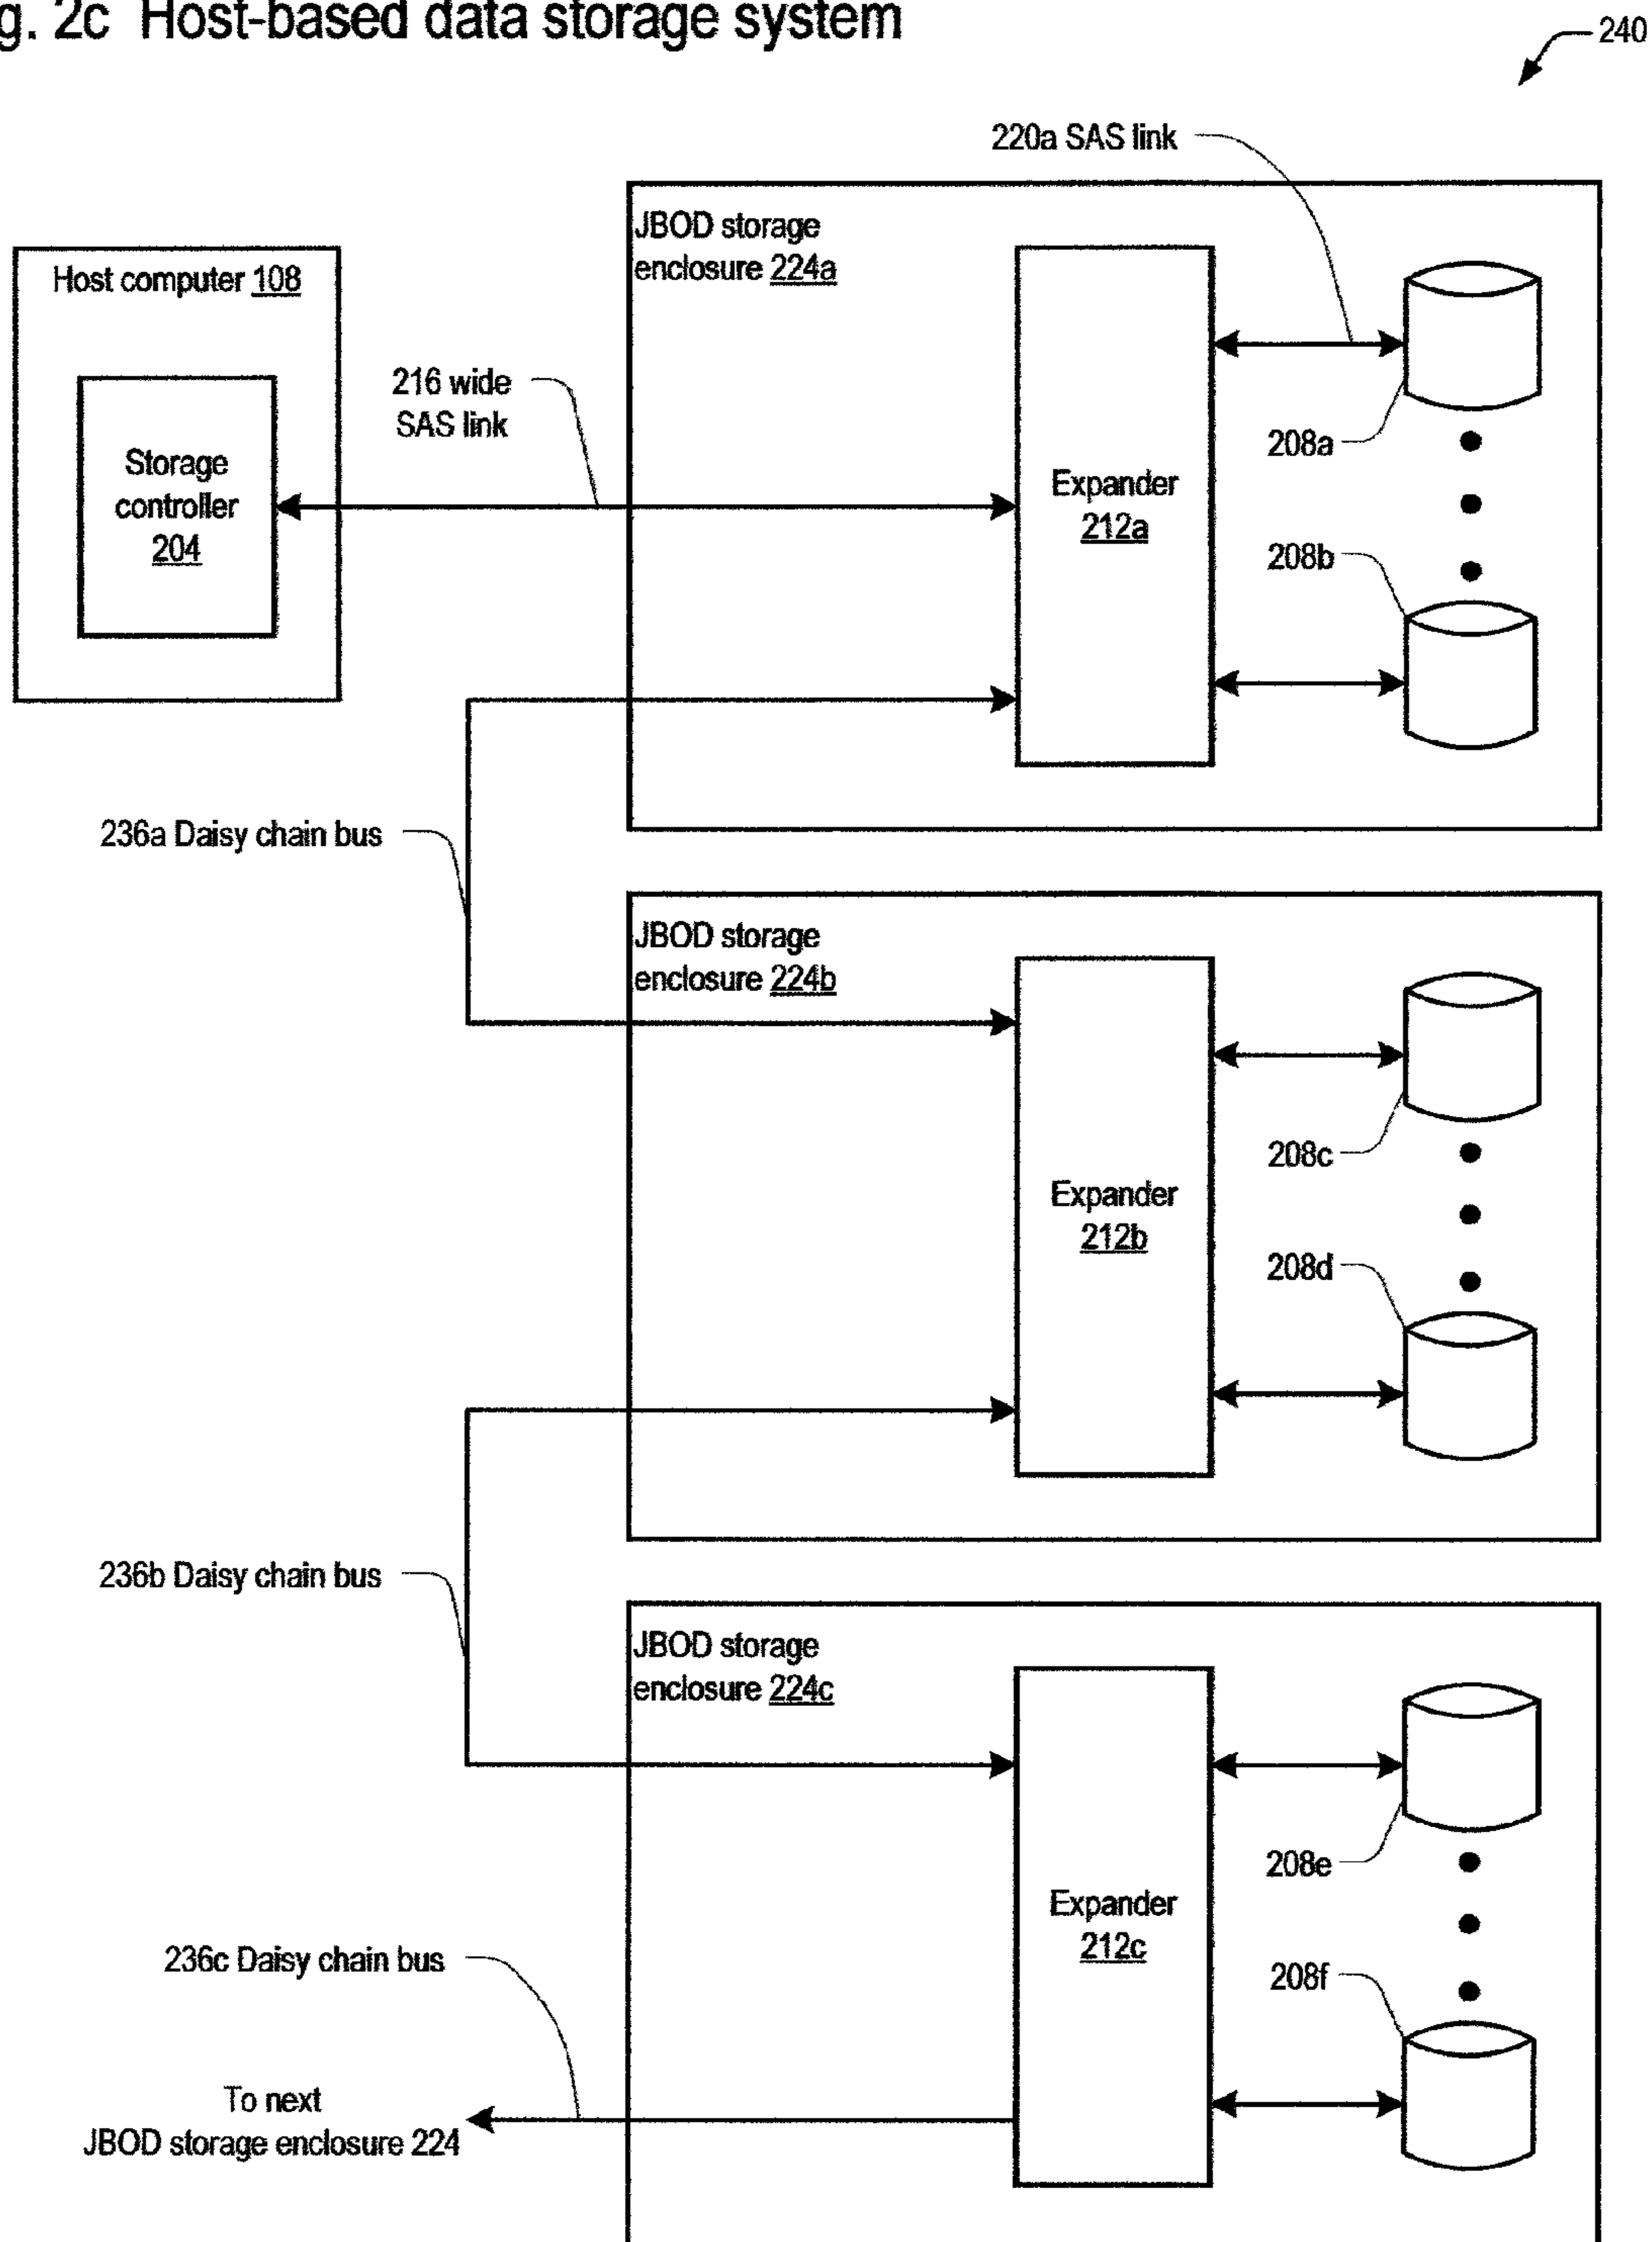 g. 2c Host-based data storage system
240
220a SAS link
JBOD storage
enclosure 224a
Host computer 108
216 wide
SAS link
Storage
controller
204
Expander
212a
208a
208b
236a Daisy chain bus
JBOD storage
enclosure 224b
Expander
212b
208c
208d
236b Daisy chain bus
JBOD storage
enclosure 224c
Expander
212c
208e
208f
236c Daisy chain bus
To next
JBOD storage enclosure 224